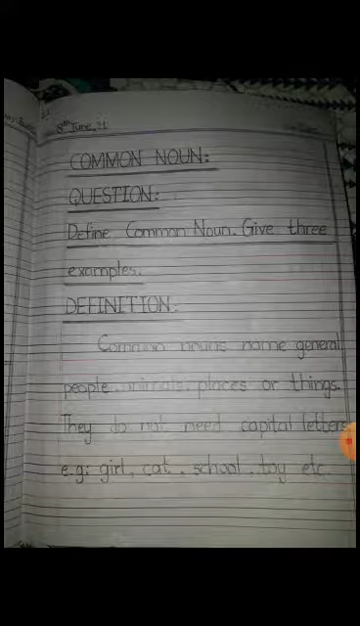 8th June, 21
COMMON NOUN:
QUESTION:
Define Common Noun. Give three
examples.
DEFINITION:
Common nouns name general
people, animals, places or things.
They do not need capital letters
e.g: girl, cat, school, toy etc